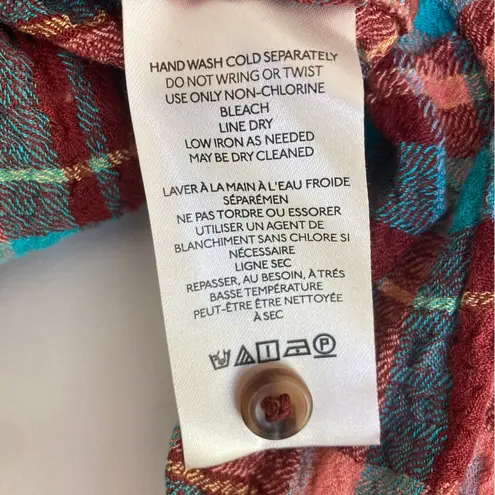 HAND WASH COLD SEPARATELY
DO NOT WRING OR TWIST
USE ONLY NON-CHLORINE
BLEACH
LINE DRY
LOW IRON AS NEEDED
MAY BE DRY CLEANED
LAVER À LA MAIN À L'EAU FROIDE
SÉPARÉMEN
NE PAS TORDRE OU ESSORER
UTILISER UN AGENT DE
BLANCHIMENT SANS CHLORE SI
NÉCESSAIRE
LIGNE SEC
REPASSER, AU BESOIN, À TRÉS
BASSE TEMPÉRATURE
PEUT-ÊTRE ÊTRE NETTOYÉE
À SEC
P